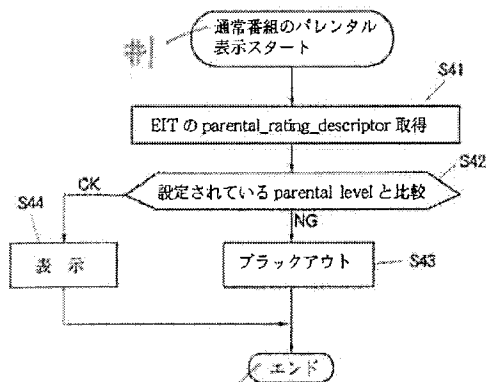 #1
通常番組のパレンタル
表示スタート
S41
EIT の parental_rating_descriptor 取得
S42
設定されている parental level と比較
OK
NG
S44
表 示
ブラックアウト
S43
エンド